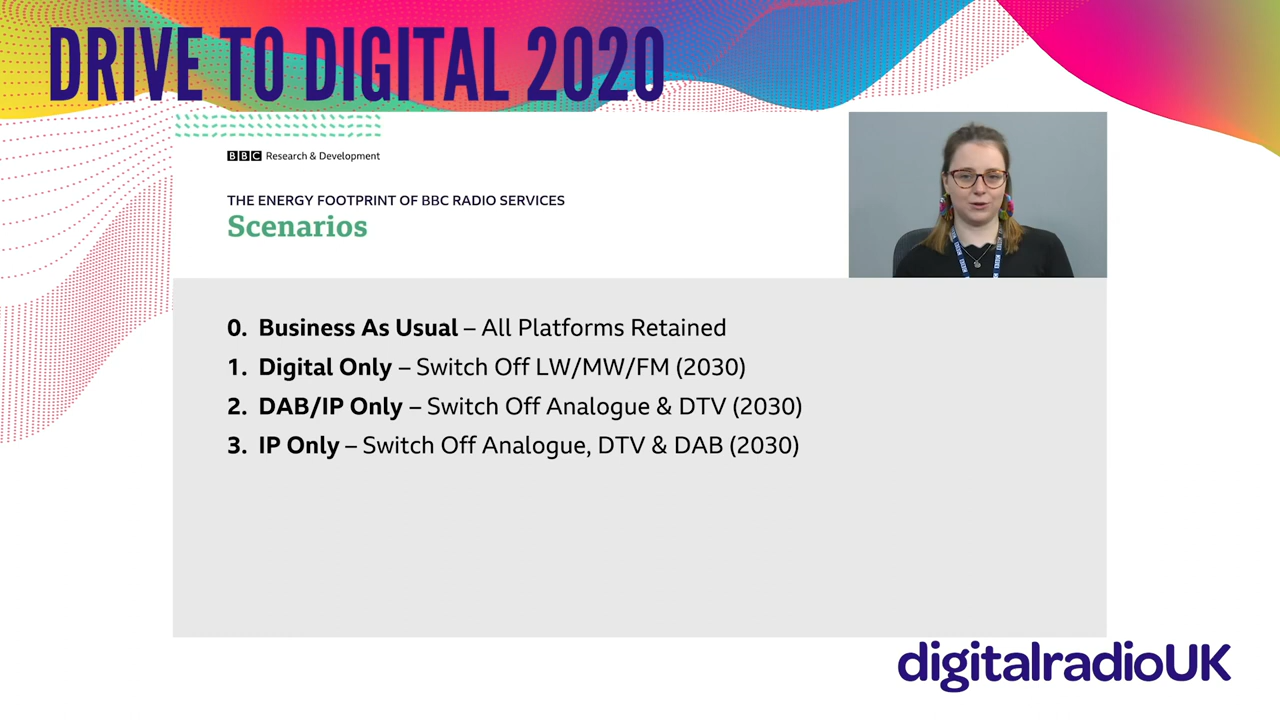 DRIVE TO DIGITAL 2020
BBC Research & Development
THE ENERGY FOOTPRINT OF BBC RADIO SERVICES
Scenarios
0. Business As Usual – All Platforms Retained
1. Digital Only – Switch Off LW/MW/FM (2030)
2. DAB/IP Only – Switch Off Analogue & DTV (2030)
3. IP Only – Switch Off Analogue, DTV & DAB (2030)
digitalradioUK